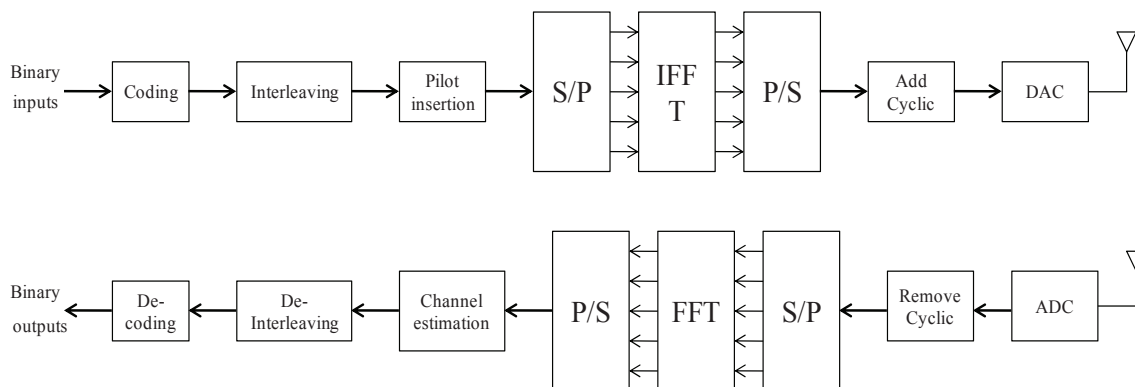 Binary
inputs
Coding
Interleaving
Pilot
insertion
S/P
IFF
T
P/S
Add
Cyclic
DAC
Binary
outputs
De-
coding
De-
Interleaving
Channel
estimation
P/S
FFT
S/P
Remove
Cyclic
ADC